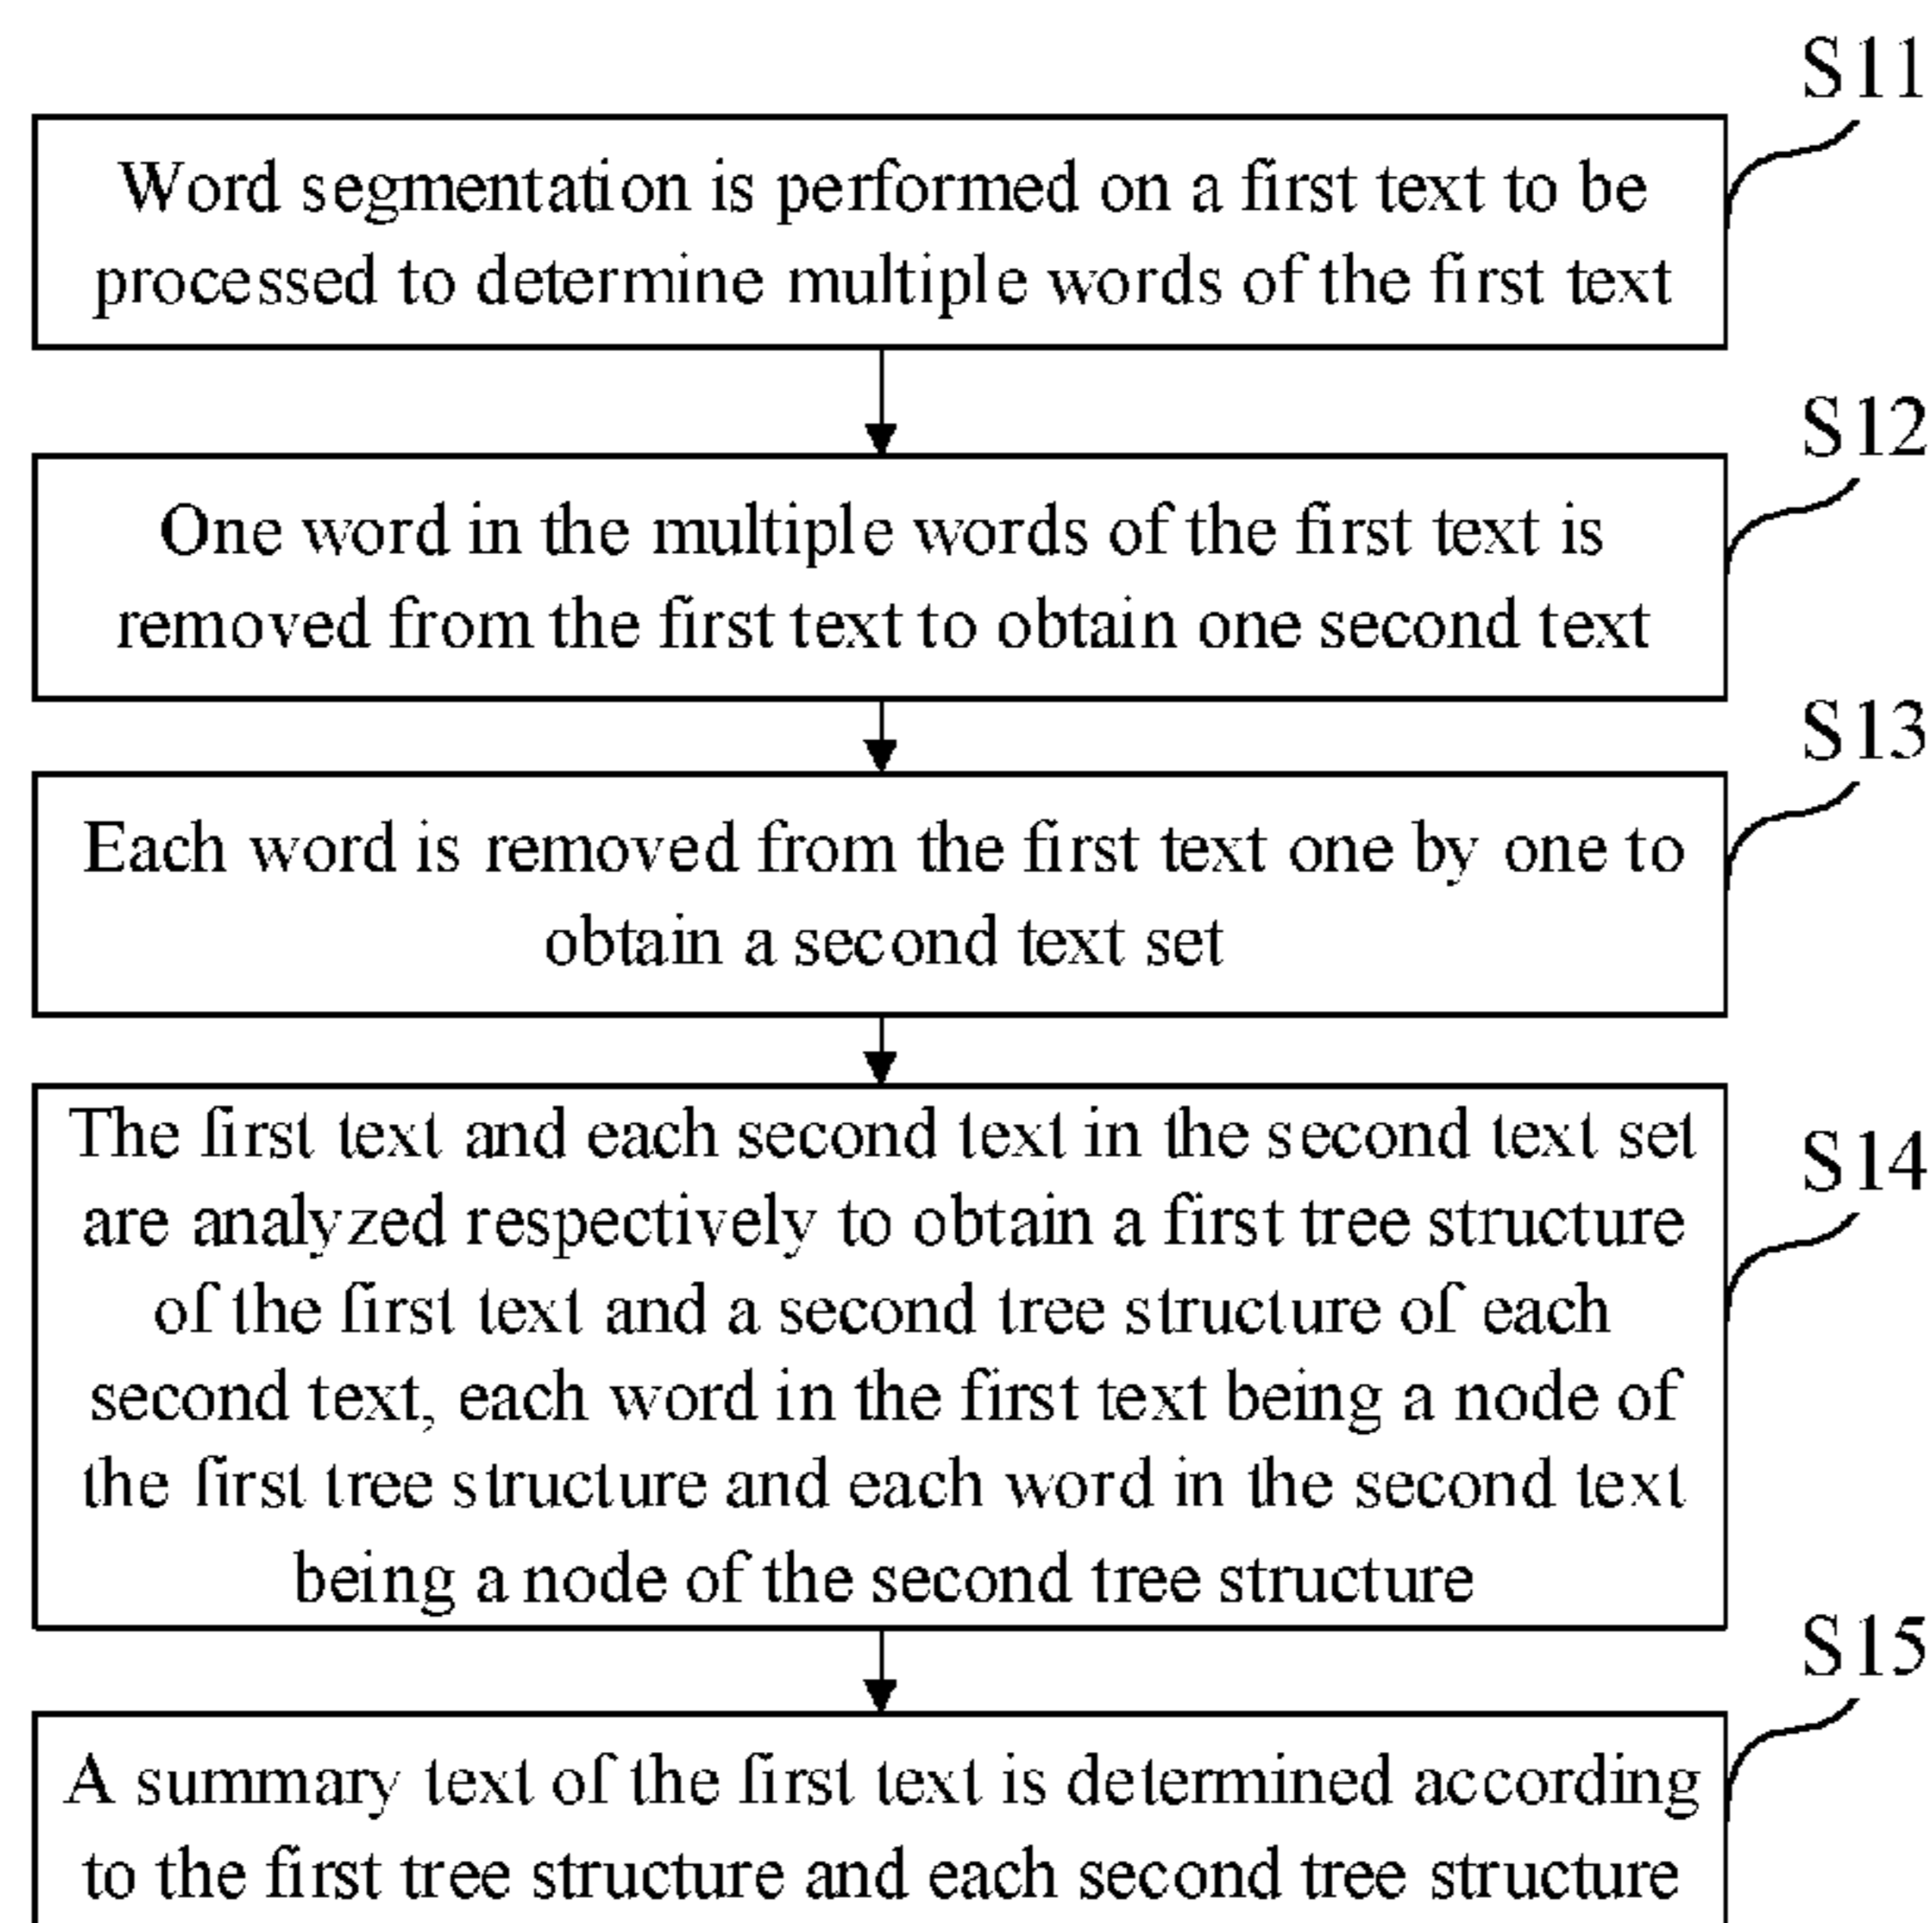 S11
Word segmentation is performed on a first text to be
processed to determine multiple words of the first text
S12
One word in the multiple words of the first text is
removed from the first text to obtain one second text
S13
Each word is removed from the first text one by one to
obtain a second text set
S14
The first text and each second text in the second text set
are analyzed respectively to obtain a first tree structure
of the first text and a second tree structure of each
second text, each word in the first text being a node of
the first tree structure and each word in the second text
being a node of the second tree structure
S15
A summary text of the first text is determined according
to the first tree structure and each second tree structure